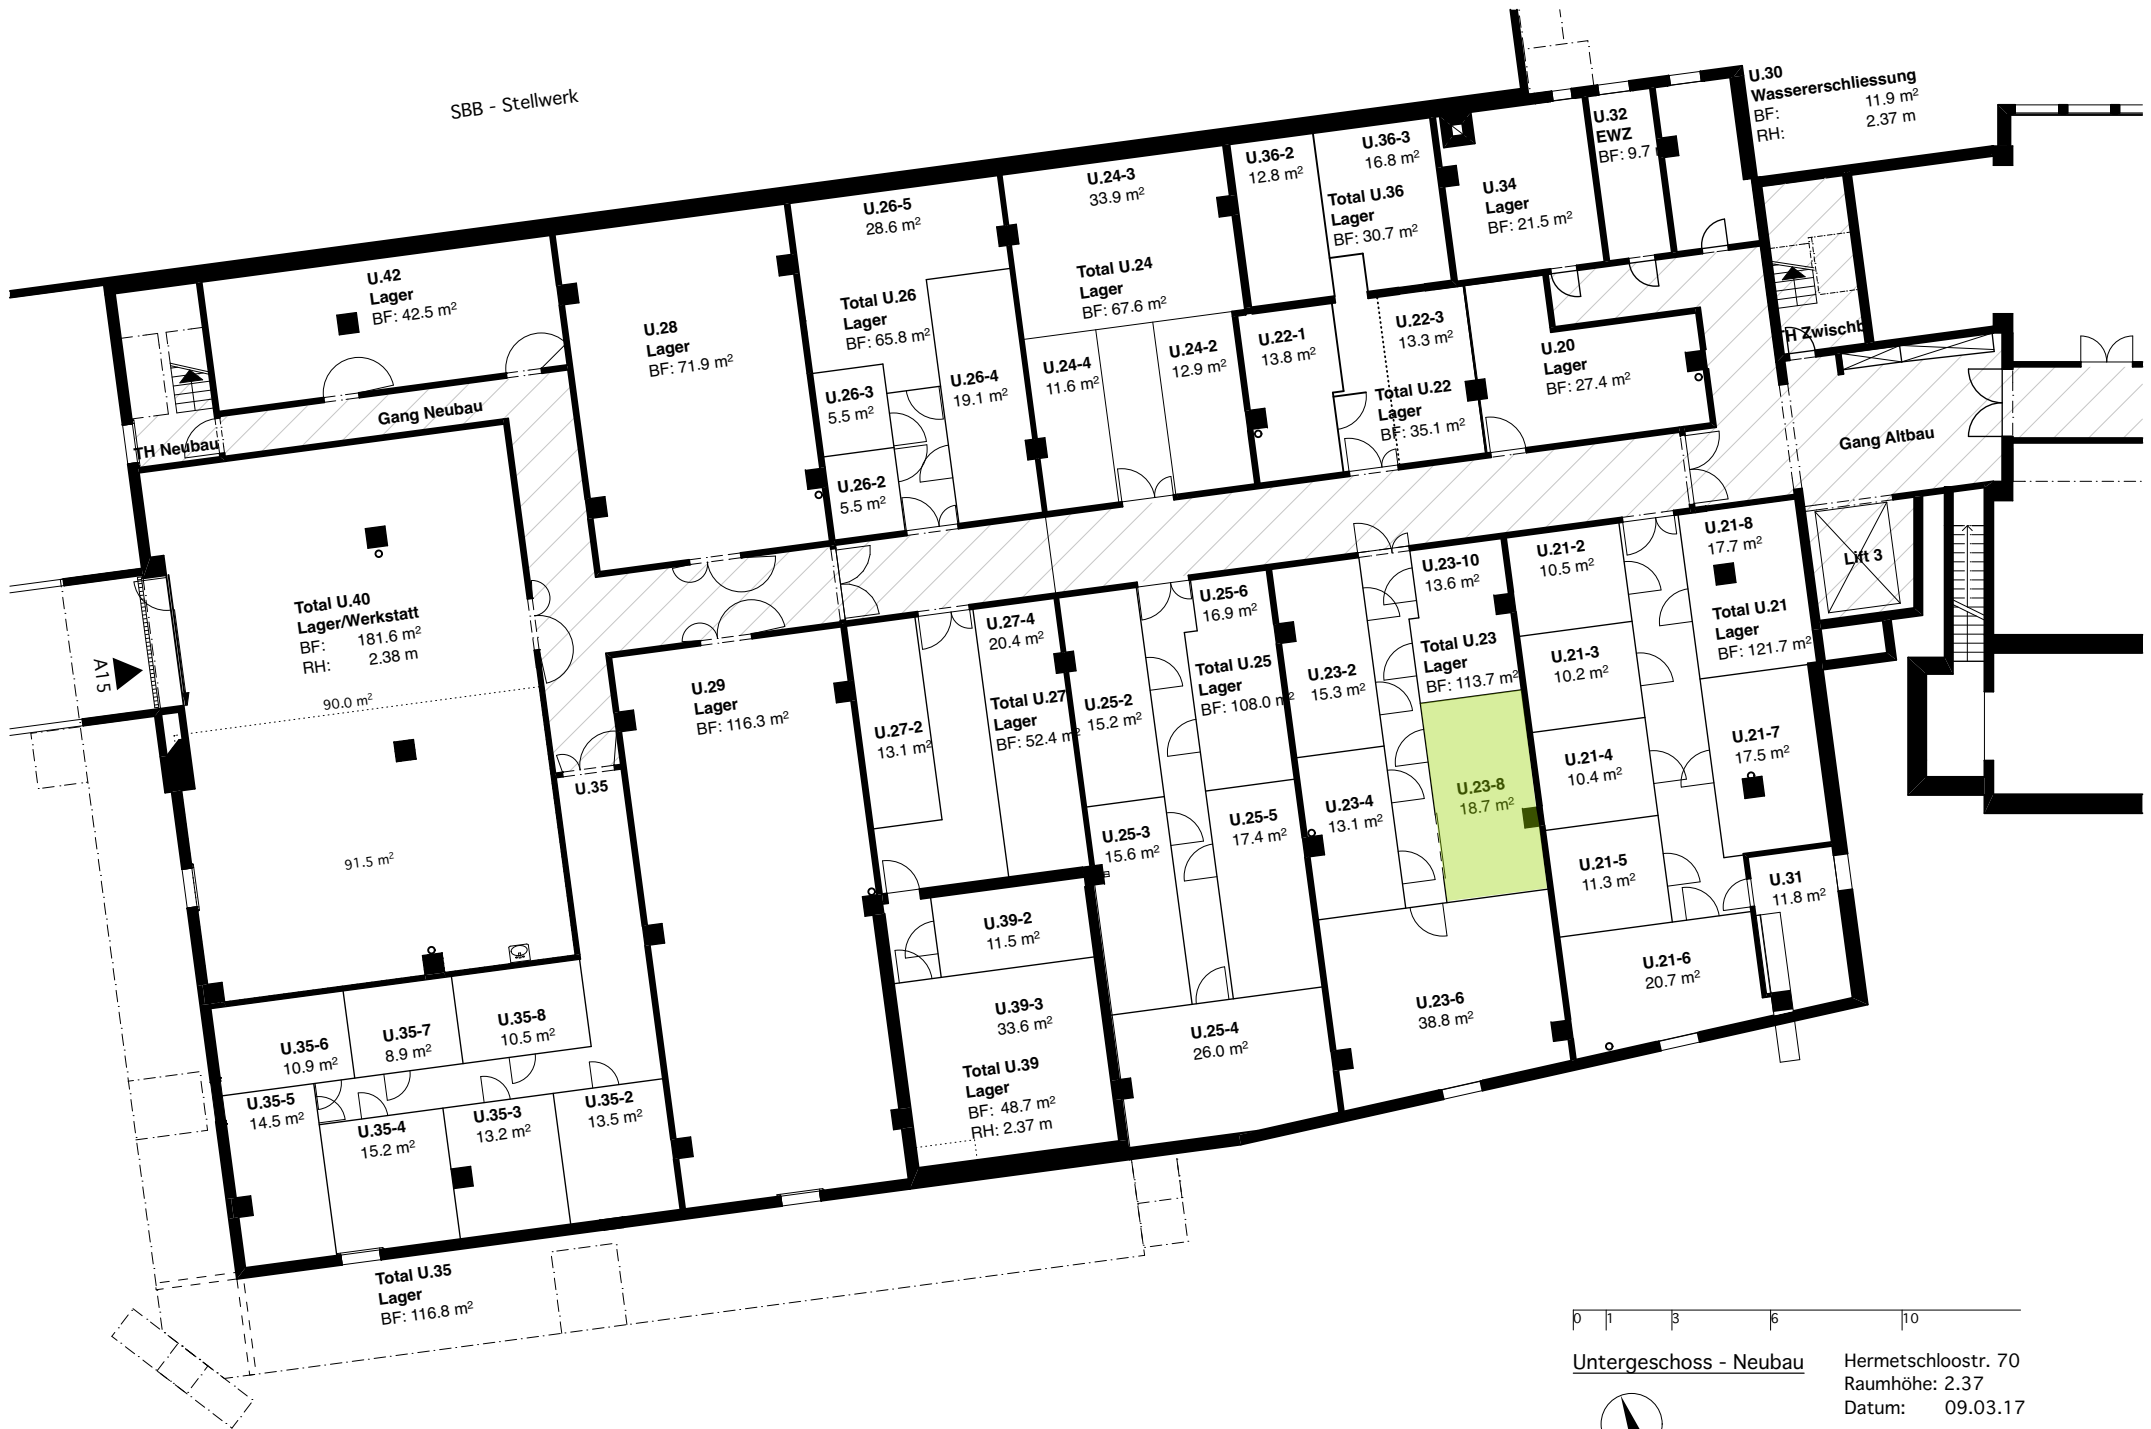 SBB - Stellwerk
U.30
Wassererschliessung
BF: 11.9 m²
RH: 2.37 m
U.32
EWZ
BF: 9.7
U.36-3
16.8 m²
U.36-2
12.8 m²
Total U.36
Lager
BF: 30.7 m²
U.34
Lager
BF: 21.5 m²
U.24-3
33.9 m²
Total U.24
Lager
BF: 67.6 m²
U.24-4
11.6 m²
U.24-2
12.9 m²
U.26-5
28.6 m²
Total U.26
Lager
BF: 65.8 m²
U.26-3
5.5 m²
U.26-4
19.1 m²
U.26-2
5.5 m²
U.42
Lager
BF: 42.5 m²
U.28
Lager
BF: 71.9 m²
U.22-1
13.8 m²
U.22-3
13.3 m²
Total U.22
Lager
BF: 35.1 m²
U.20
Lager
BF: 27.4 m²
TH Zwischb
Gang Altbau
Gang Neubau
TH Neubau
Lift 3
Total U.40
Lager/Werkstatt
BF: 181.6 m²
RH: 2.38 m
90.0 m²
91.5 m²
A15
U.35
U.29
Lager
BF: 116.3 m²
U.27-4
20.4 m²
Total U.27
Lager
BF: 52.4 m²
U.27-2
13.1 m²
U.25-6
16.9 m²
Total U.25
Lager
BF: 108.0 m²
U.25-2
15.2 m²
U.25-3
15.6 m²
U.25-5
17.4 m²
U.25-4
26.0 m²
U.23-10
13.6 m²
Total U.23
Lager
BF: 113.7 m²
U.23-2
15.3 m²
U.23-4
13.1 m²
U.23-8
18.7 m²
U.23-6
38.8 m²
U.21-2
10.5 m²
U.21-8
17.7 m²
Total U.21
Lager
BF: 121.7 m²
U.21-3
10.2 m²
U.21-4
10.4 m²
U.21-7
17.5 m²
U.21-5
11.3 m²
U.31
11.8 m²
U.21-6
20.7 m²
U.39-2
11.5 m²
U.39-3
33.6 m²
Total U.39
Lager
BF: 48.7 m²
RH: 2.37 m
U.35-6
10.9 m²
U.35-7
8.9 m²
U.35-8
10.5 m²
U.35-5
14.5 m²
U.35-4
15.2 m²
U.35-3
13.2 m²
U.35-2
13.5 m²
Total U.35
Lager
BF: 116.8 m²
0 1 3 6 10
Untergeschoss - Neubau
Hermetschloostr. 70
Raumhöhe: 2.37
Datum: 09.03.17